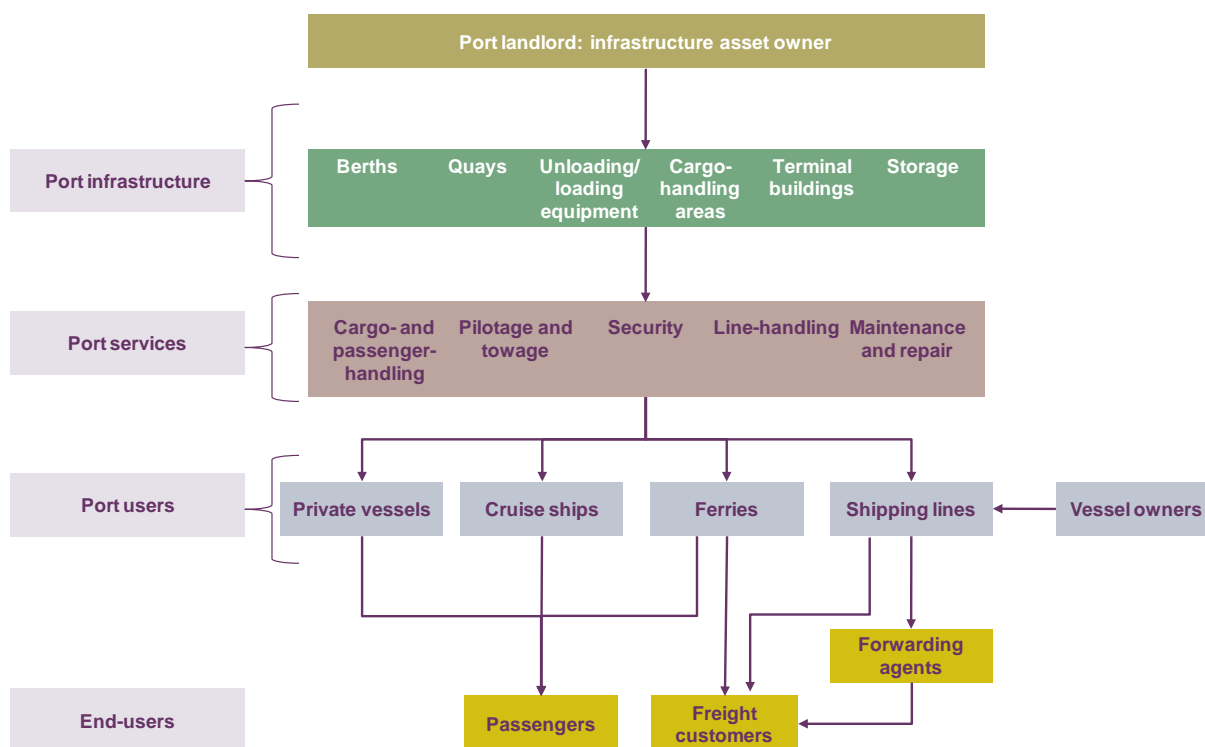 Port landlord: infrastructure asset owner
Port infrastructure
Berths
Quays
Unloading/
loading
equipment
Cargo-
handling
areas
Terminal
buildings
Storage
Port services
Cargo- and
passenger-
handling
Pilotage and
towage
Security
Line-handling
Maintenance
and repair
Port users
Private vessels
Cruise ships
Ferries
Shipping lines
Vessel owners
Forwarding
agents
End-users
Passengers
Freight
customers